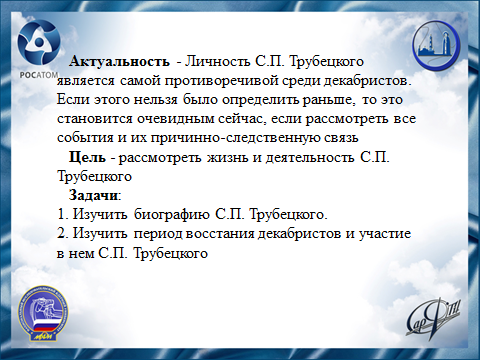 РОСАТОМ
Актуальность - Личность С.П. Трубецкого
является самой противоречивой среди декабристов.
Если этого нельзя было определить раньше, то это
становится очевидным сейчас, если рассмотреть все
события и их причинно-следственную связь
Цель - рассмотреть жизнь и деятельность С.П.
Трубецкого
Задачи:
1. Изучить биографию С.П. Трубецкого.
2. Изучить период восстания декабристов и участие
в нем С.П. Трубецкого